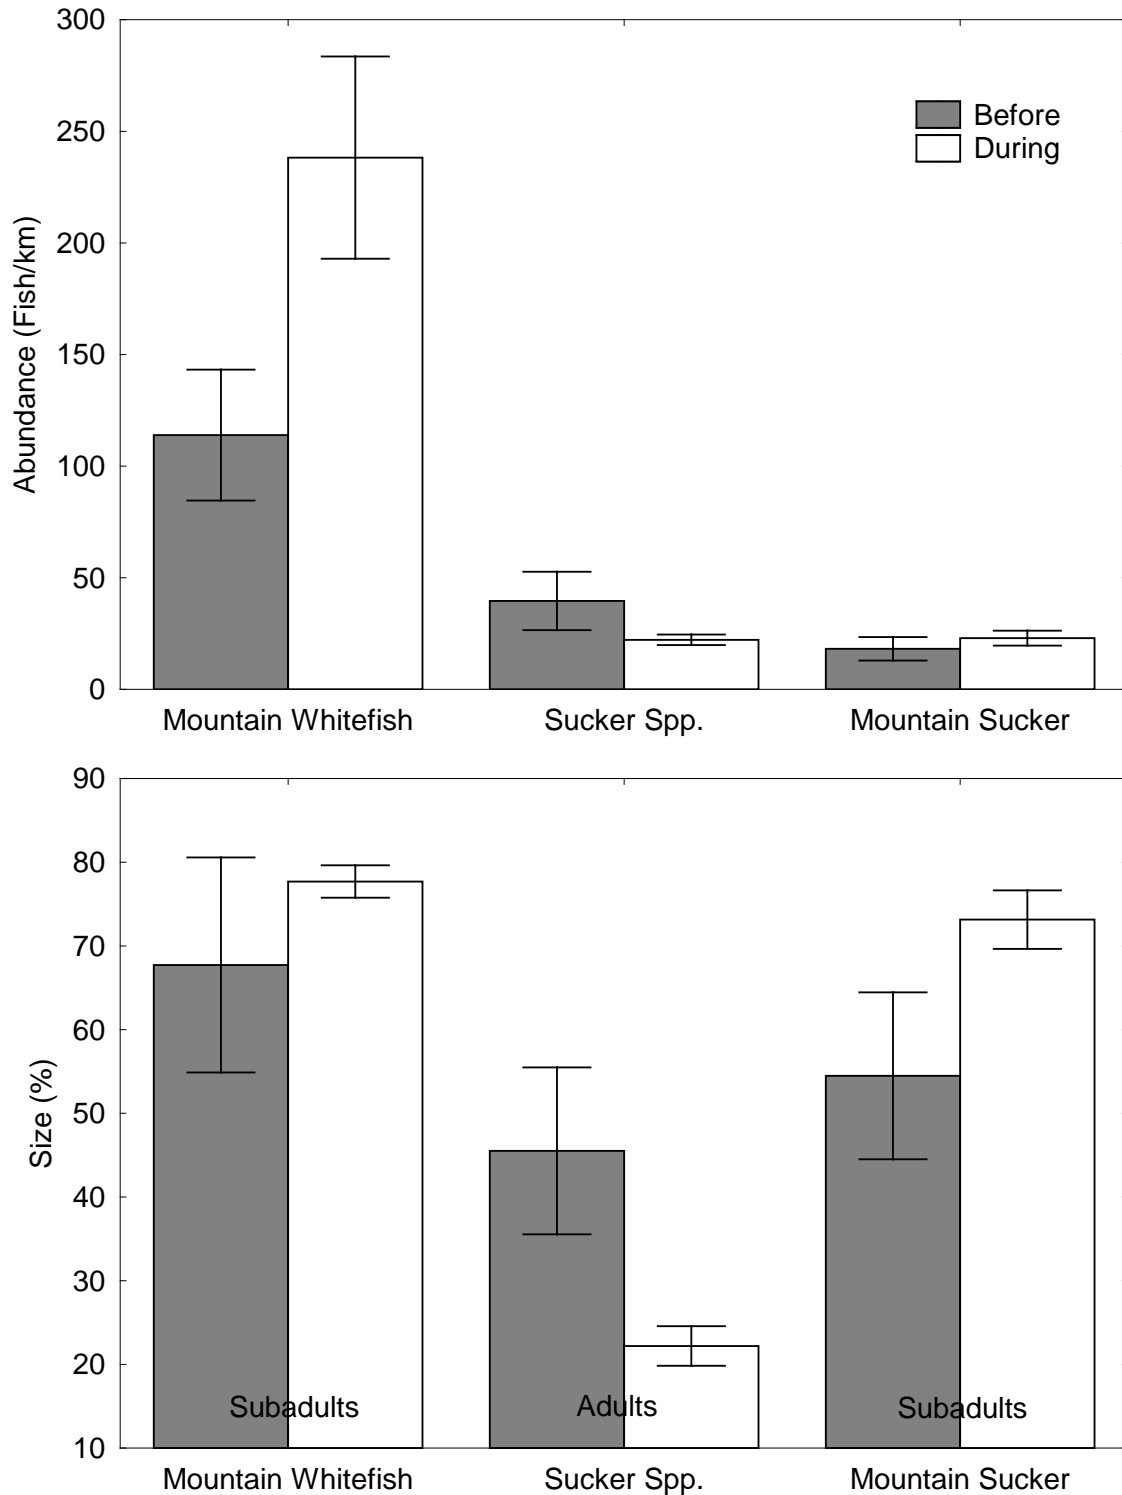 300
250
200
150
100
50
0
Abundance (Fish/km)
Before
During
Mountain Whitefish Sucker Spp. Mountain Sucker
90
80
70
60
50
40
30
20
10
Size (%)
Subadults Adults Subadults
Mountain Whitefish Sucker Spp. Mountain Sucker